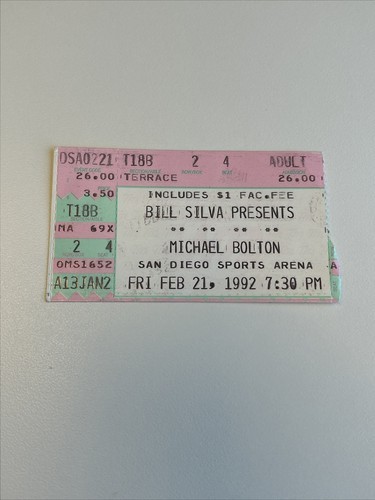 DSA0221 T18B 2 4 ADULT
26.00 TERRACE 26.00
3.50 INCLUDES $1 FAC.FEE
T18B BILL SILVA PRESENTS
MA 69X ** ** ** **
2 4 MICHAEL BOLTON
OMS1652 SAN DIEGO SPORTS ARENA A
A13JAN2 FRI FEB 21, 1992 7:30 PM